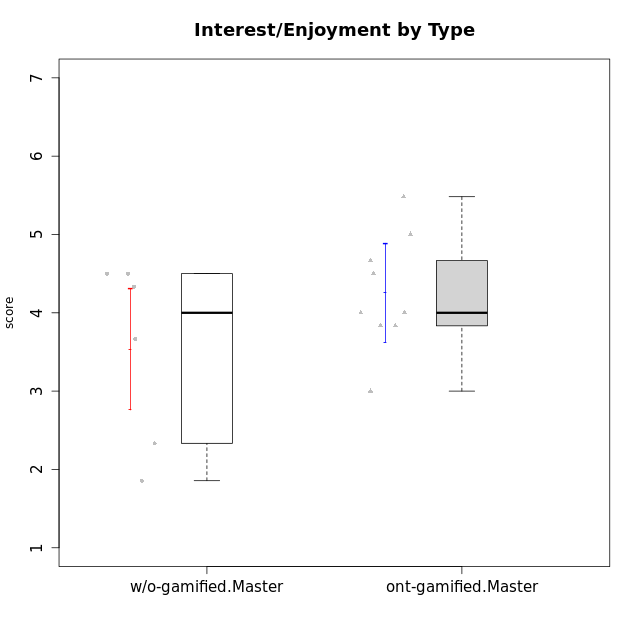 Interest/Enjoyment by Type
score
7
6
5
4
3
2
1
w/o-gamified.Master
ont-gamified.Master